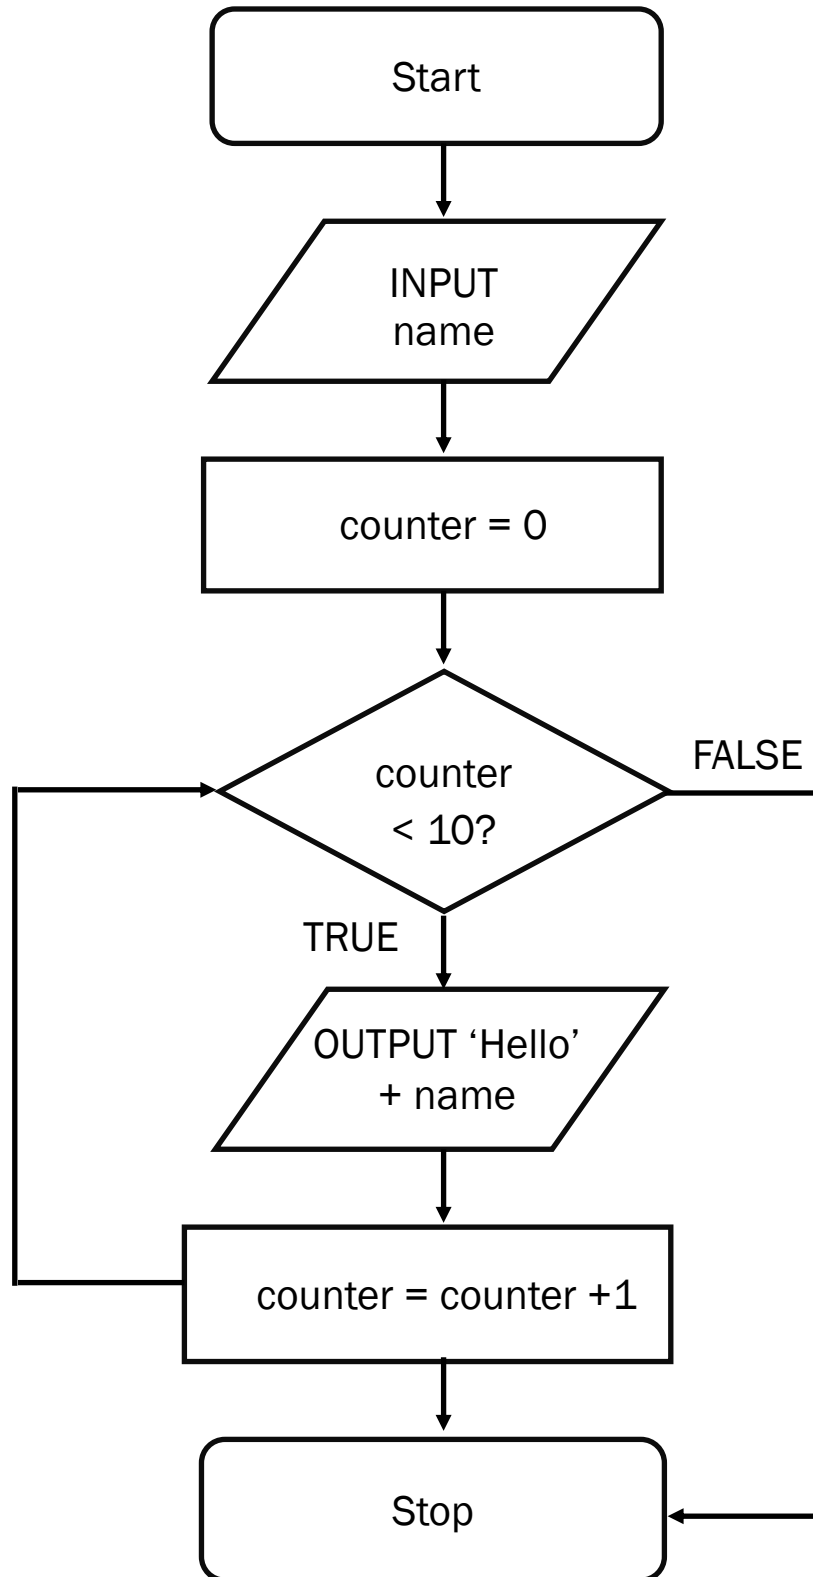 Start
INPUT
name
counter = 0
counter
< 10?
FALSE
TRUE
OUTPUT ‘Hello’
+ name
counter = counter +1
Stop